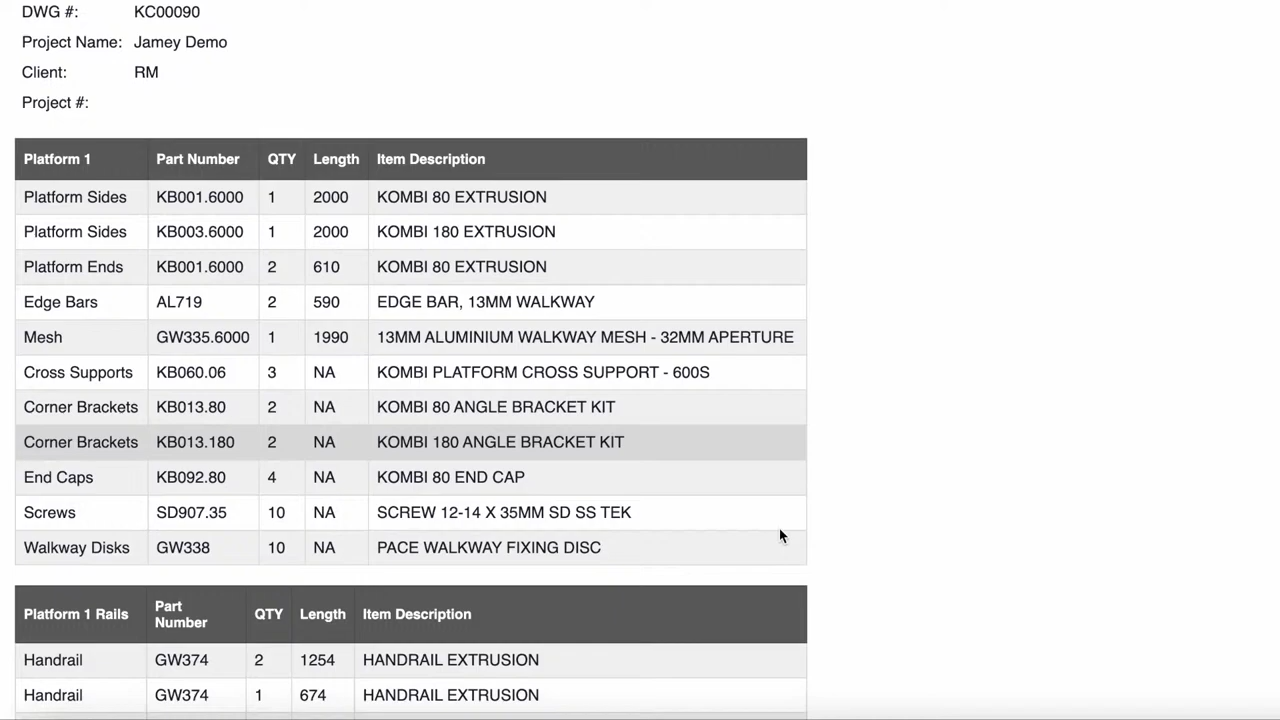 DWG #: KC00090
Project Name: Jamey Demo
Client: RM
Project #:
Platform 1 Part Number QTY Length Item Description
Platform Sides KB001.6000 1 2000 KOMBI 80 EXTRUSION
Platform Sides KB003.6000 1 2000 KOMBI 180 EXTRUSION
Platform Ends KB001.6000 2 610 KOMBI 80 EXTRUSION
Edge Bars AL719 2 590 EDGE BAR, 13MM WALKWAY
Mesh GW335.6000 1 1990 13MM ALUMINIUM WALKWAY MESH - 32MM APERTURE
Cross Supports KB060.06 3 NA KOMBI PLATFORM CROSS SUPPORT - 600S
Corner Brackets KB013.80 2 NA KOMBI 80 ANGLE BRACKET KIT
Corner Brackets KB013.180 2 NA KOMBI 180 ANGLE BRACKET KIT
End Caps KB092.80 4 NA KOMBI 80 END CAP
Screws SD907.35 10 NA SCREW 12-14 X 35MM SD SS TEK
Walkway Disks GW338 10 NA PACE WALKWAY FIXING DISC
Platform 1 Rails Part Number QTY Length Item Description
Handrail GW374 2 1254 HANDRAIL EXTRUSION
Handrail GW374 1 674 HANDRAIL EXTRUSION